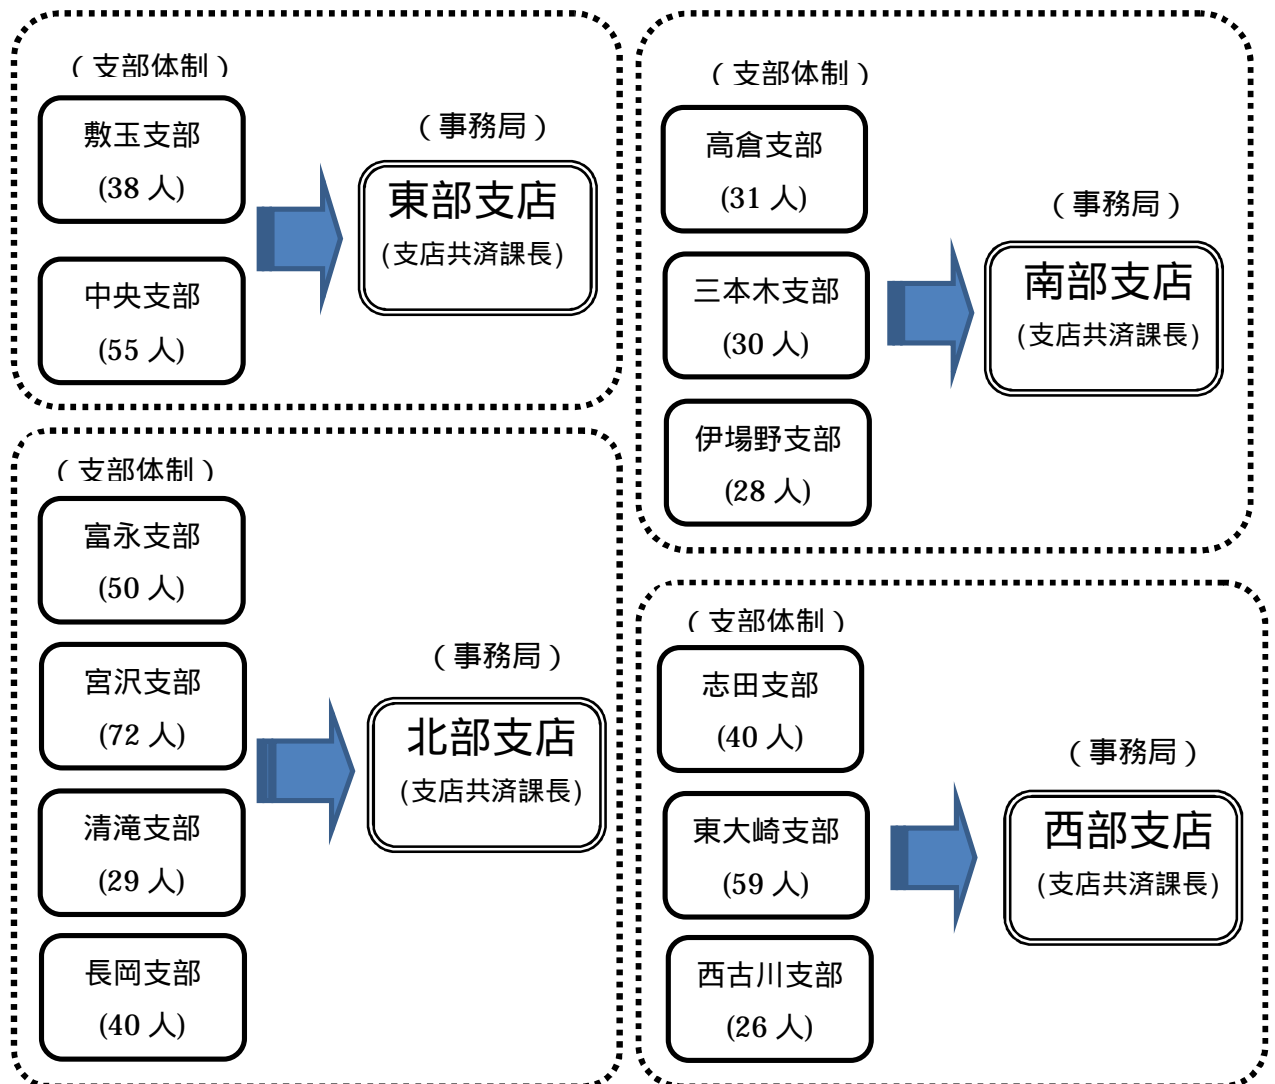 （支部体制）
敷玉支部
(38 人)
中央支部
(55 人)
（事務局）
東部支店
(支店共済課長)
（支部体制）
高倉支部
(31 人)
三本木支部
(30 人)
伊場野支部
(28 人)
（事務局）
南部支店
(支店共済課長)
（支部体制）
富永支部
(50 人)
宮沢支部
(72 人)
清滝支部
(29 人)
長岡支部
(40 人)
（事務局）
北部支店
(支店共済課長)
（支部体制）
志田支部
(40 人)
東大崎支部
(59 人)
西古川支部
(26 人)
（事務局）
西部支店
(支店共済課長)